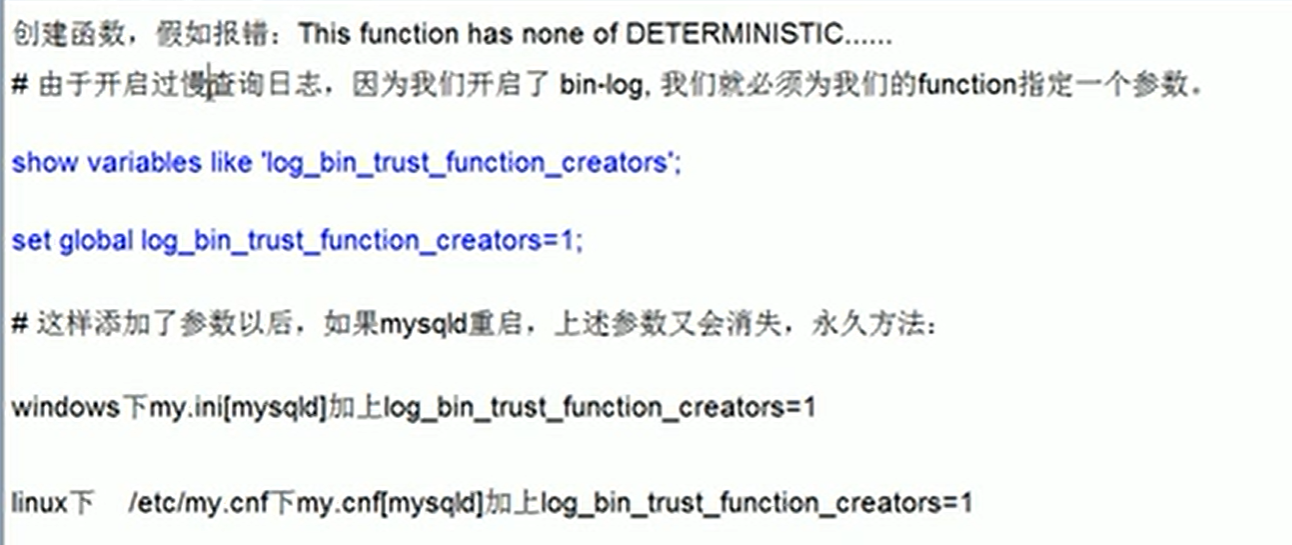 创建函数，假如报错：This function has none of DETERMINISTIC......
# 由于开启过慢查询日志，因为我们开启了 bin-log, 我们就必须为我们的function指定一个参数。
show variables like 'log_bin_trust_function_creators';
set global log_bin_trust_function_creators=1;
# 这样添加了参数以后，如果mysqld重启，上述参数又会消失，永久方法：
windows下my.ini[mysqld]加上log_bin_trust_function_creators=1
linux下 /etc/my.cnf下my.cnf[mysqld]加上log_bin_trust_function_creators=1